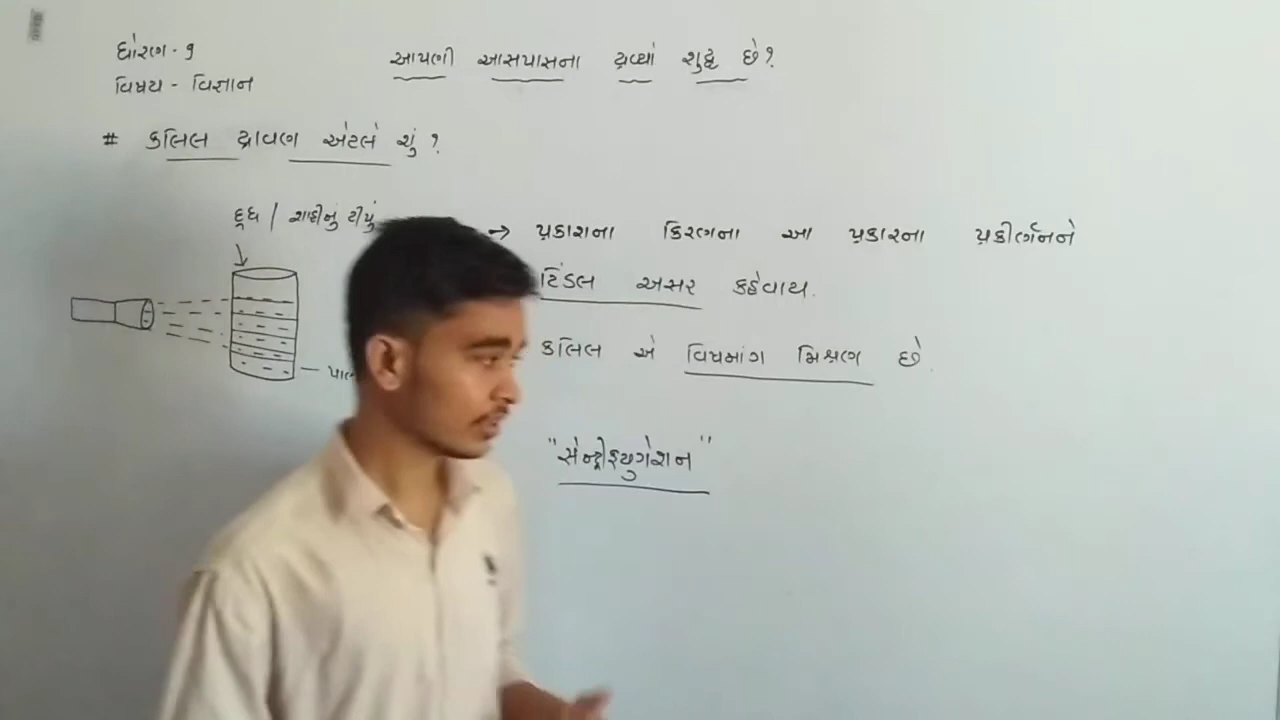 ધોરણ - ૧
વિષય - વિજ્ઞાન
આપણી આસપાસના દ્રવ્યો શુદ્ધ છે?
# કલિલ દ્રાવણ એટલે શું?
દૂધ / શાહીનું ટીપું
→ પ્રકાશના કિરણના આ પ્રકારના પ્રકીર્ણનને
ટિંડલ અસર કહેવાય.
કલિલ એ વિષમાંગ મિશ્રણ છે.
"સેન્ટ્રીફ્યુગેશન"